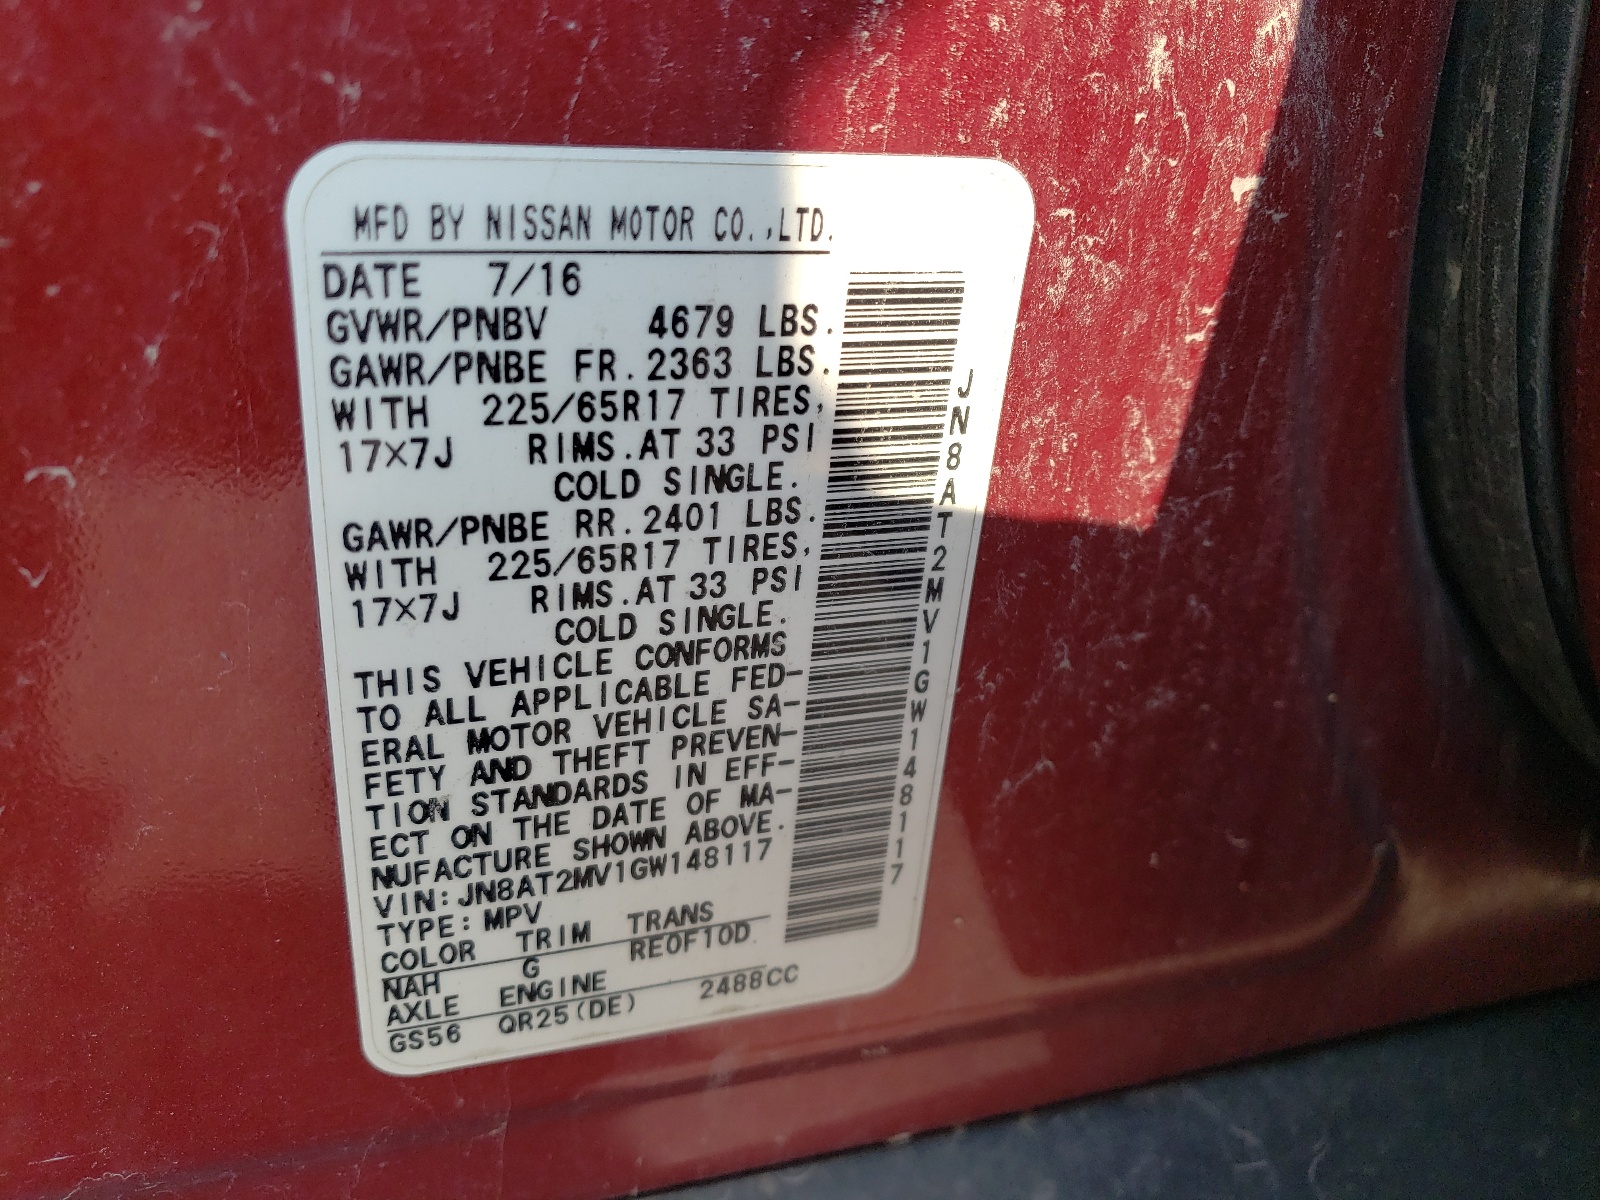 MFD BY NISSAN MOTOR CO.,LTD.
DATE 7/16
GVWR/PNBV 4679 LBS.
GAWR/PNBE FR. 2363 LBS.
WITH 225/65R17 TIRES,
17×7J RIMS.AT 33 PSI
COLD SINGLE.
GAWR/PNBE RR. 2401 LBS.
WITH 225/65R17 TIRES,
17×7J RIMS.AT 33 PSI
COLD SINGLE.
THIS VEHICLE CONFORMS
TO ALL APPLICABLE FED-
ERAL MOTOR VEHICLE SA-
FETY AND THEFT PREVEN-
TION STANDARDS IN EFF-
ECT ON THE DATE OF MA-
NUFACTURE SHOWN ABOVE.
VIN:JN8AT2MV1GW148117
TYPE:MPV
COLOR TRIM TRANS
NAH G RE0F10D
AXLE ENGINE
GS56 QR25(DE) 2488CC
JN8AT2MV1GW148117